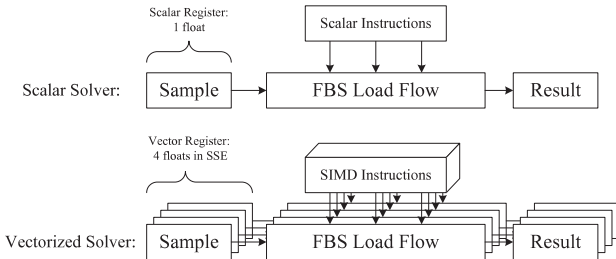 Scalar Register:
1 float
Scalar Instructions
Scalar Solver:
Sample
FBS Load Flow
Result
Vector Register:
4 floats in SSE
SIMD Instructions
Vectorized Solver:
Sample
FBS Load Flow
Result